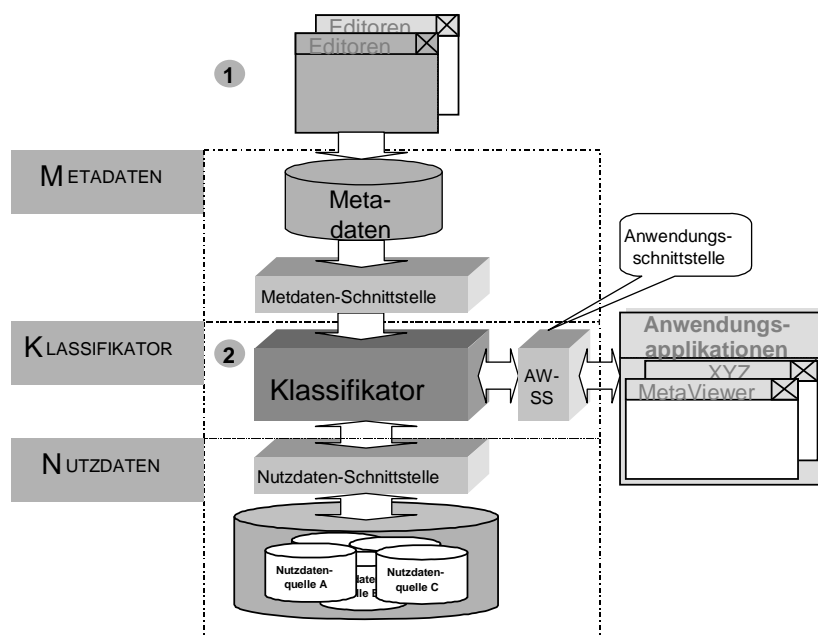 Editoren
Editoren
1
METADATEN
Meta-
daten
Anwendungs-
schnittstelle
Metdaten-Schnittstelle
KLASSIFIKATOR
2
Klassifikator
AW-
SS
Anwendungs-
applikationen
XYZ
MetaViewer
NUTZDATEN
Nutzdaten-Schnittstelle
Nutzdaten-
quelle A
Nutzdaten-
quelle C